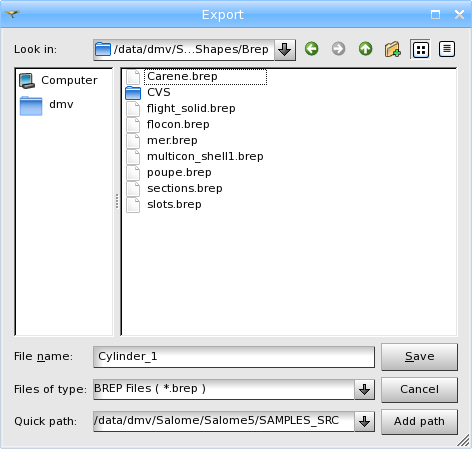 Export
Look in: /data/dmv/S...Shapes/Brep
Computer
dmv
Carene.brep
CVS
flight_solid.brep
flocon.brep
mer.brep
multicon_shell1.brep
poupe.brep
sections.brep
slots.brep
File name: Cylinder_1 Save
Files of type: BREP Files ( *.brep ) Cancel
Quick path: /data/dmv/Salome/Salome5/SAMPLES_SRC Add path